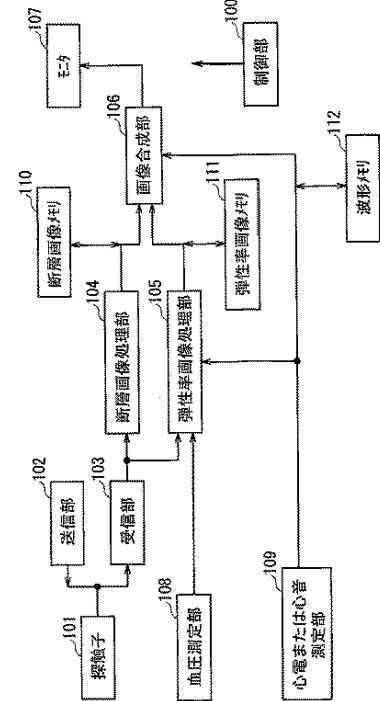 101
探触子
102
送信部
103
受信部
104
断層画像処理部
105
弾性率画像処理部
106
画像合成部
107
モニタ
108
血圧測定部
109
心電または心音
測定部
110
断層画像メモリ
111
弾性率画像メモリ
112
波形メモリ
100
制御部